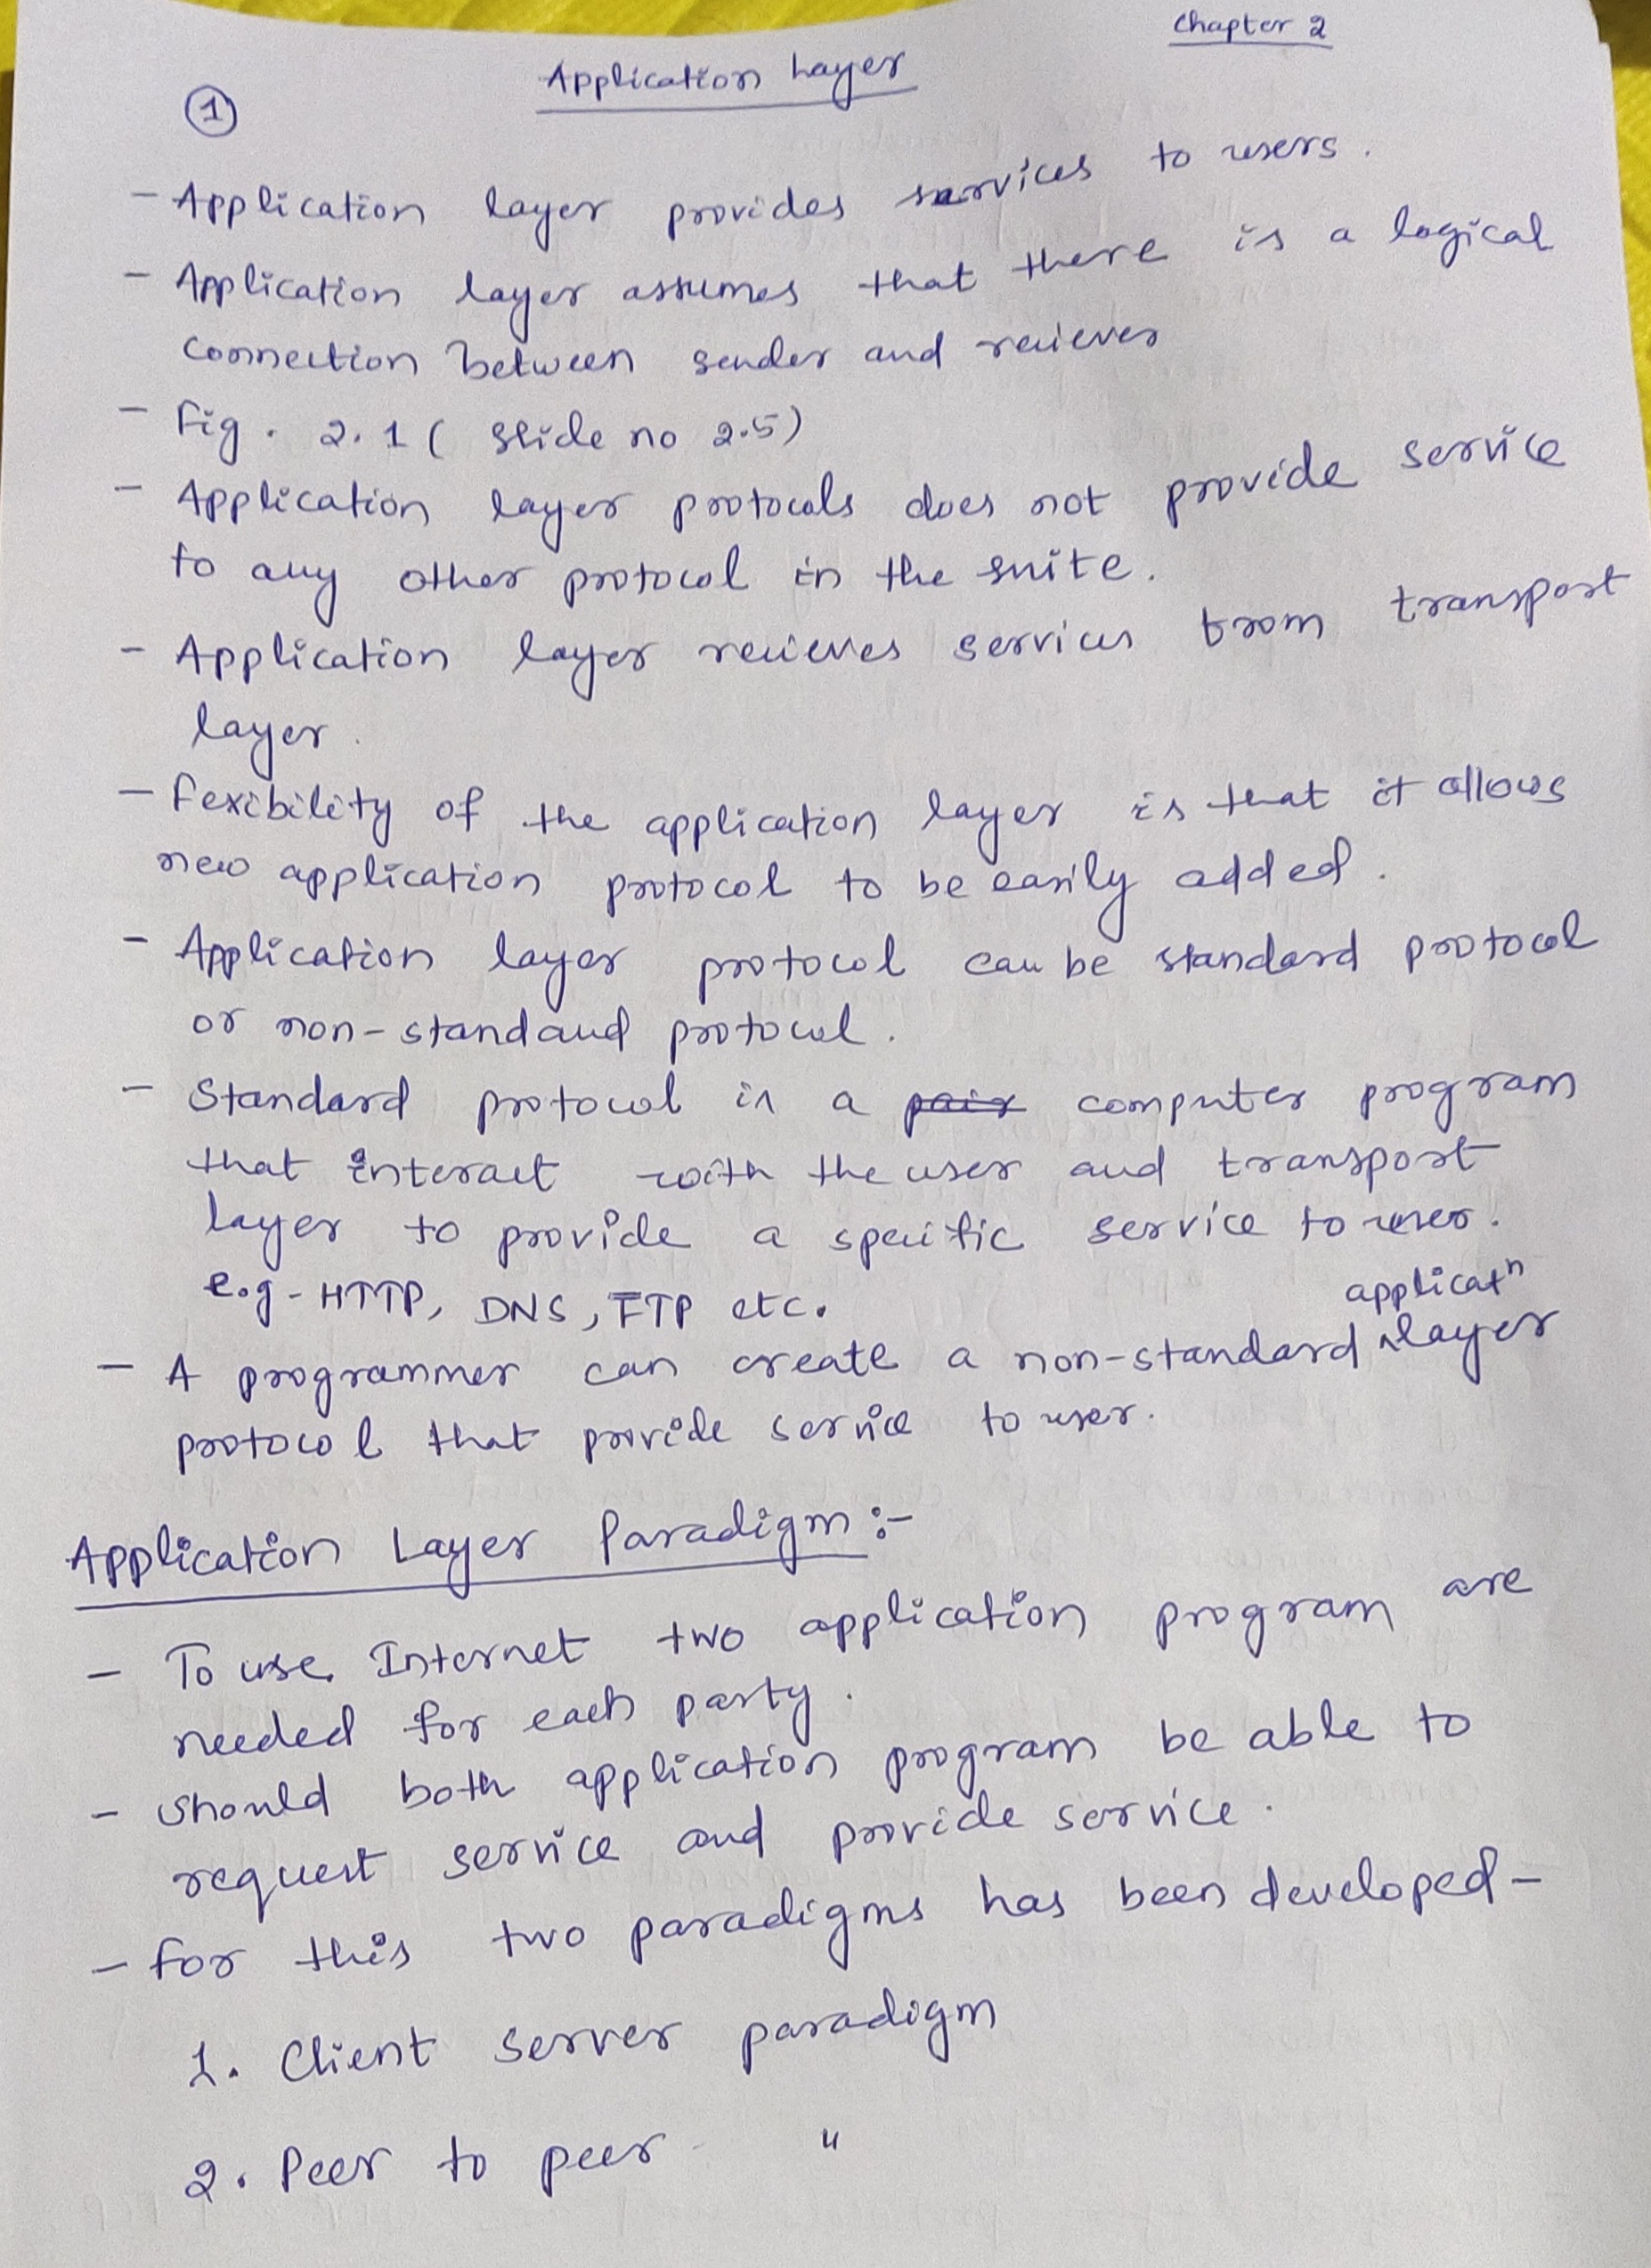 Chapter 2
Application Layer
1
- Application layer provides services to users.
- Application layer assumes that there is a logical
connection between sender and reciever
- Fig. 2.1 ( Slide no 2.5)
- Application layer protocols does not provide service
to any other protocol in the suite.
- Application layer recieves services from transport
layer.
- Fexibility of the application layer is that it allows
new application protocol to be easily added.
- Application layer protocol can be standard protocol
or non-standard protocol.
- Standard protocol is a pair computer program
that interact with the user and transport
layer to provide a specific service to user.
e.g - HTTP, DNS, FTP etc.
applicatn
- A programmer can create a non-standard layer
protocol that provide service to user.
Application Layer Paradigm :-
- To use Internet two application program are
needed for each party.
- Should both application program be able to
request service and provide service.
- For this two paradigms has been developed -
1. Client Server paradigm
2. Peer to peer "